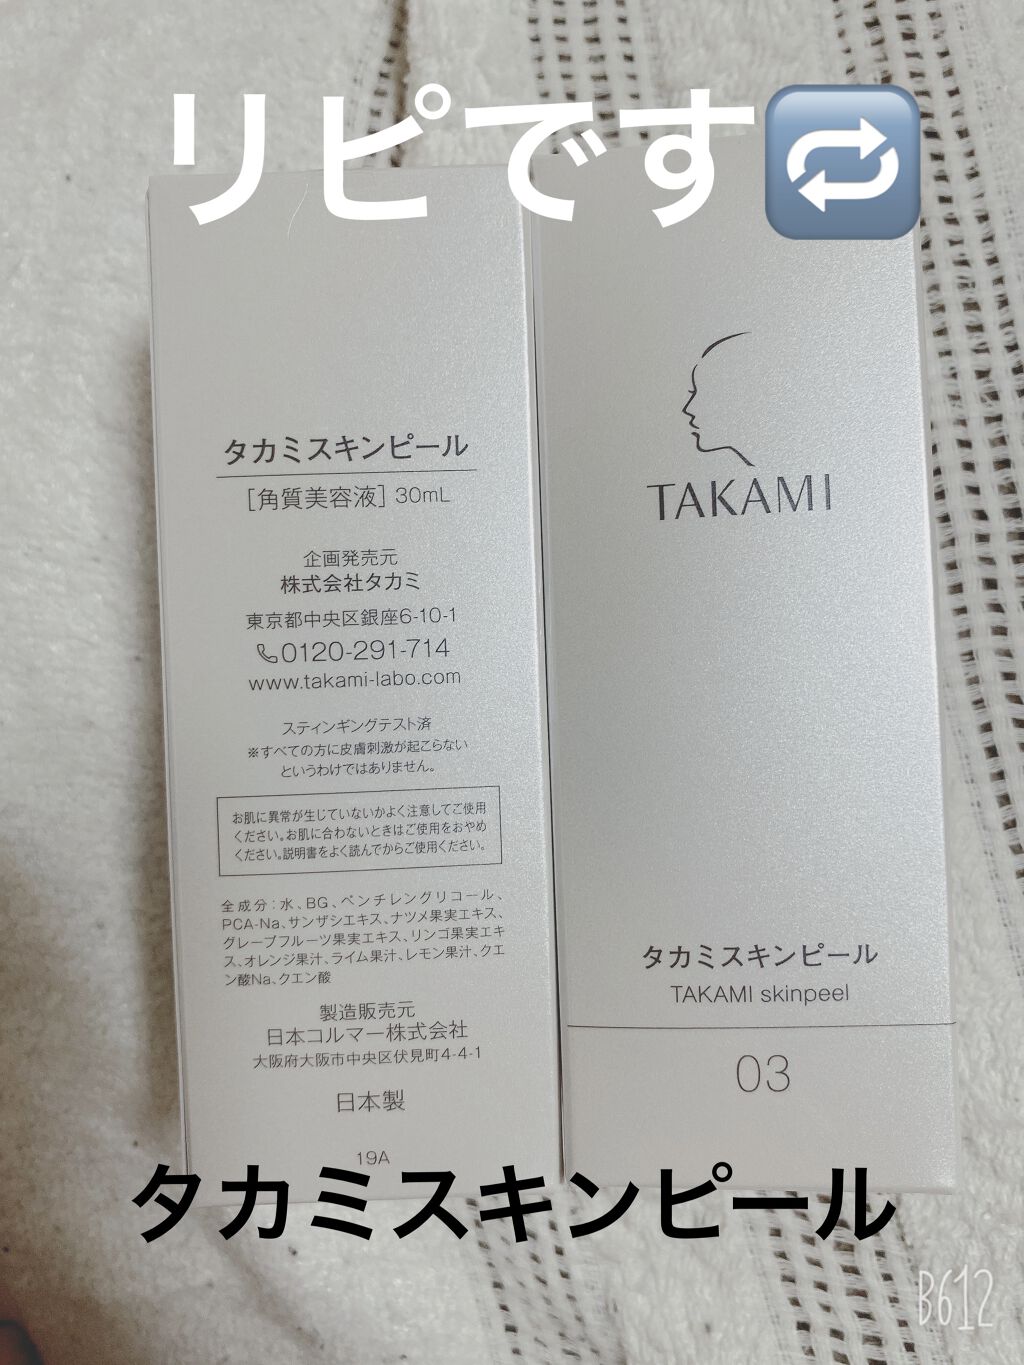 リピです🔁
タカミスキンピール
[角質美容液] 30mL
企画発売元
株式会社タカミ
東京都中央区銀座6-10-1
0120-291-714
www.takami-labo.com
スティンギングテスト済
※すべての方に皮膚刺激が起こらない
というわけではありません。
お肌に異常が生じていないかよく注意してご使用
ください。お肌に合わないときはご使用をおやめ
ください。説明書をよく読んでからご使用ください。
全成分：水、BG、ペンチレングリコール、
PCA-Na、サンザシエキス、ナツメ果実エキス、
グレープフルーツ果実エキス、リンゴ果実エキ
ス、オレンジ果汁、ライム果汁、レモン果汁、クエ
ン酸Na、クエン酸
製造販売元
日本コルマー株式会社
大阪府大阪市中央区伏見町4-4-1
日本製
19A
TAKAMI
タカミスキンピール
TAKAMI skinpeel
03
タカミスキンピール
B612